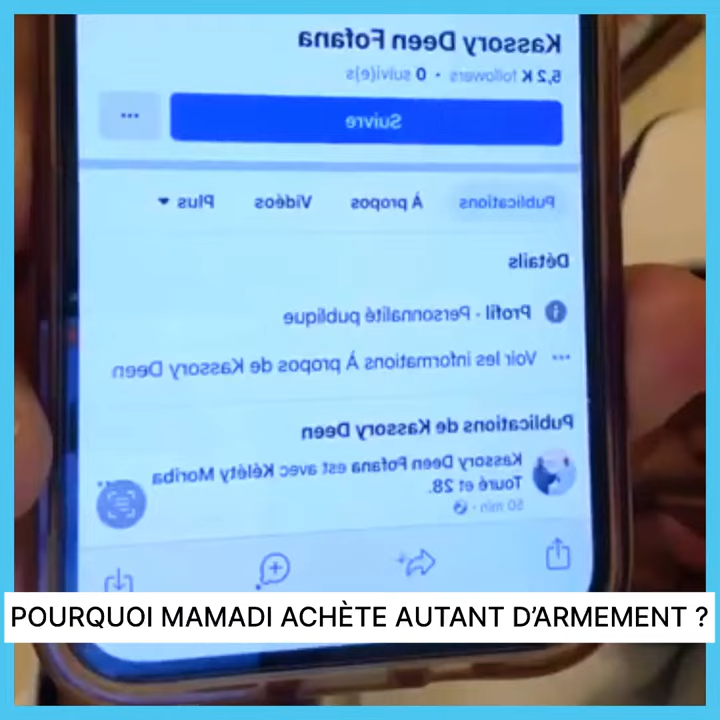 Kassory Deen Fofana
5,2 K followers • 0 suivi(e)s
Suivre
Publications À propos Vidéos Plus
Détails
Profil · Personnalité publique
Voir les informations À propos de Kassory Deen
Publications de Kassory Deen
Kassory Deen Fofana est avec Kéléty Moriba
Touré et 28.
50 min ·
POURQUOI MAMADI ACHÈTE AUTANT D’ARMEMENT ?